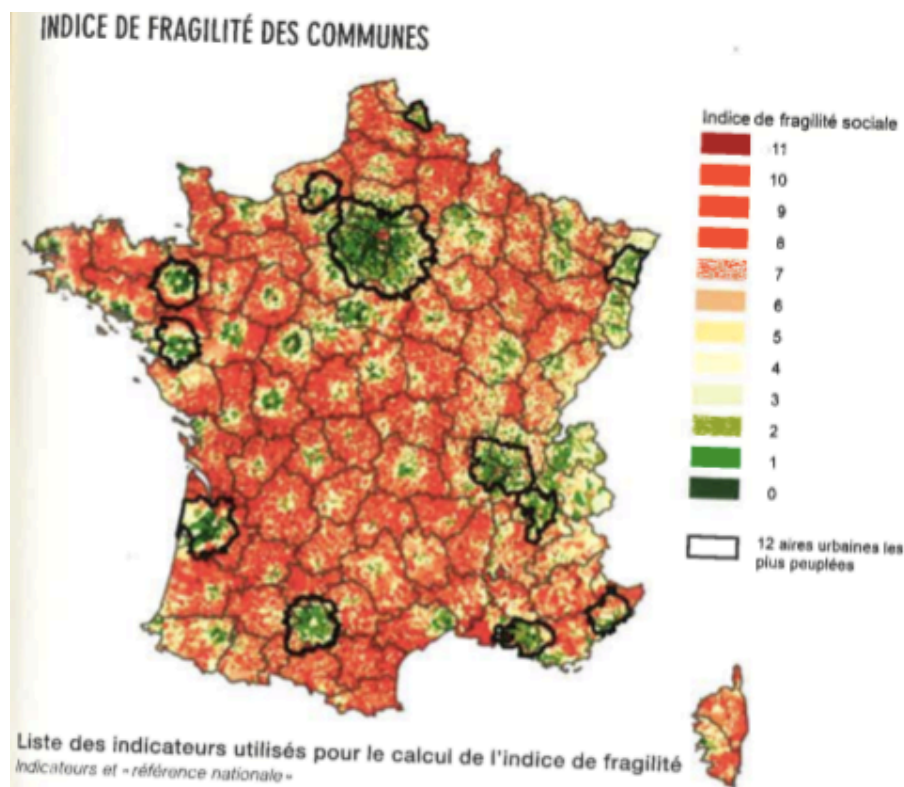 INDICE DE FRAGILITÉ DES COMMUNES
Indice de fragilité sociale
11
10
9
8
7
6
5
4
3
2
1
0
12 aires urbaines les
plus peuplées
Liste des indicateurs utilisés pour le calcul de l'indice de fragilité
Indicateurs et « référence nationale »